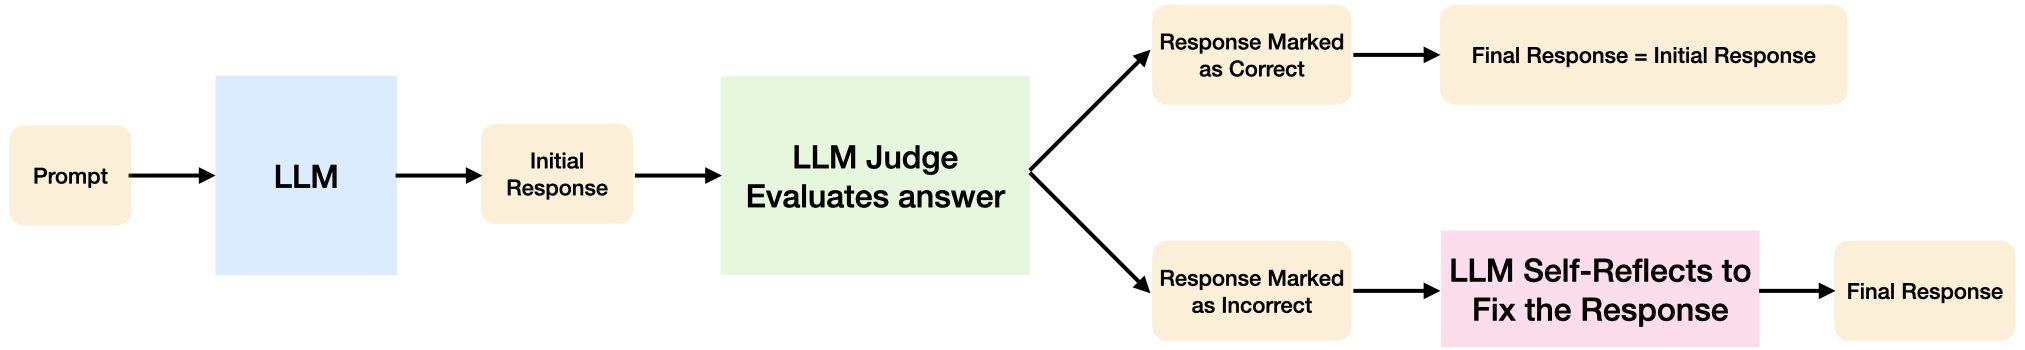 Prompt
LLM
Initial
Response
LLM Judge
Evaluates answer
Response Marked
as Correct
Final Response = Initial Response
Response Marked
as Incorrect
LLM Self-Reflects to
Fix the Response
Final Response